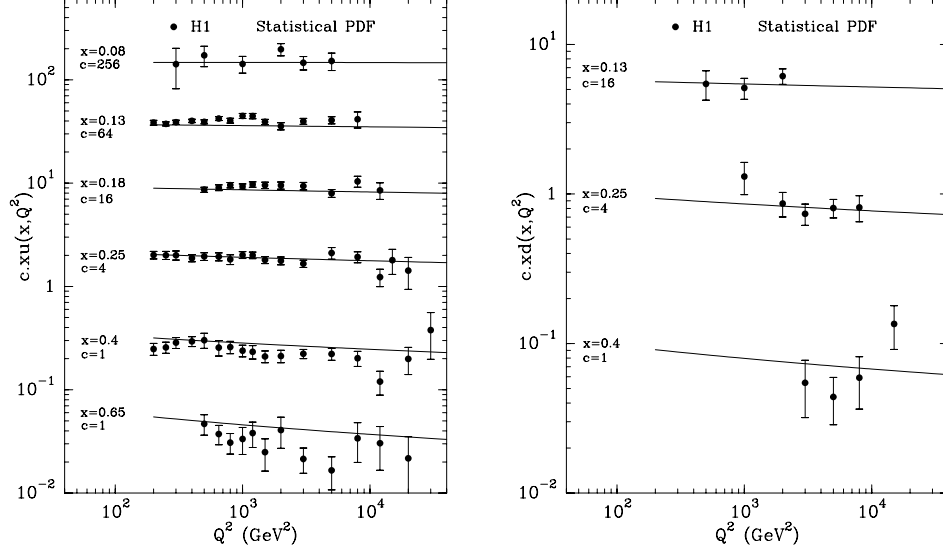 H1 Statistical PDF
x=0.08
c=256
10²
x=0.13
c=64
x=0.18
c=16
10
x=0.25
c=4
1
x=0.4
c=1
10⁻¹
x=0.65
c=1
10⁻²
c.xu(x,Q²)
10² 10³ 10⁴
Q² (GeV²)
H1 Statistical PDF
10¹
x=0.13
c=16
1
x=0.25
c=4
10⁻¹
x=0.4
c=1
10⁻²
c.xd(x,Q²)
10² 10³ 10⁴
Q² (GeV²)